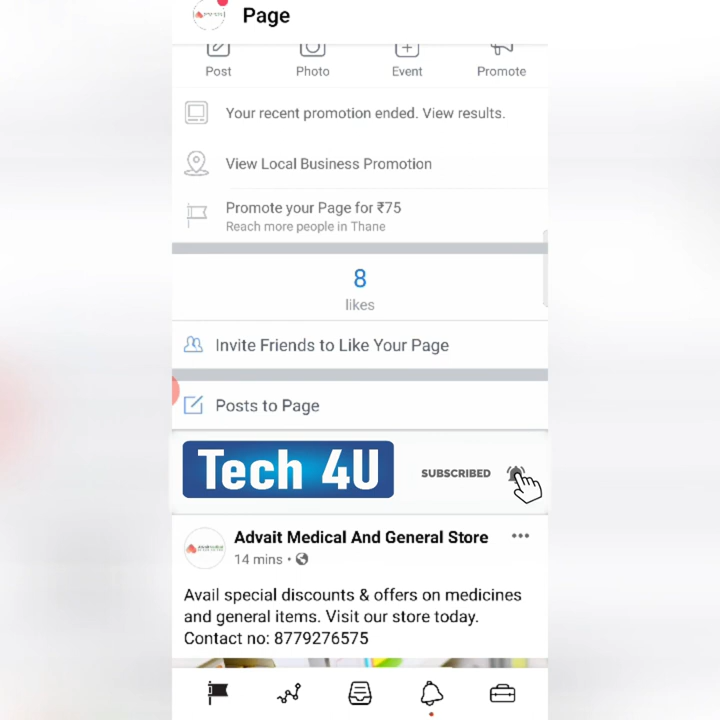 Page
Post
Photo
Event
Promote
Your recent promotion ended. View results.
View Local Business Promotion
Promote your Page for ₹75
Reach more people in Thane
8
likes
Invite Friends to Like Your Page
Posts to Page
Tech 4U
SUBSCRIBED
Advait Medical And General Store
14 mins •
Avail special discounts & offers on medicines
and general items. Visit our store today.
Contact no: 8779276575